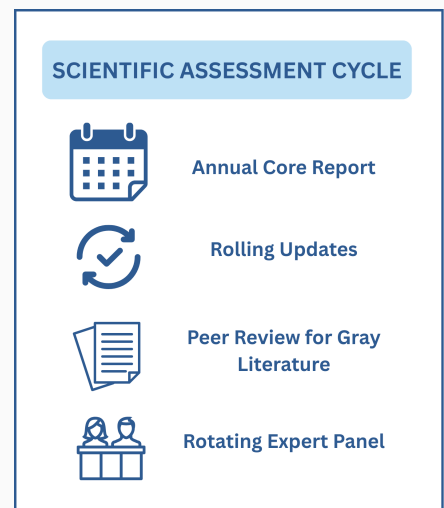 SCIENTIFIC ASSESSMENT CYCLE
Annual Core Report
Rolling Updates
Peer Review for Gray
Literature
Rotating Expert Panel